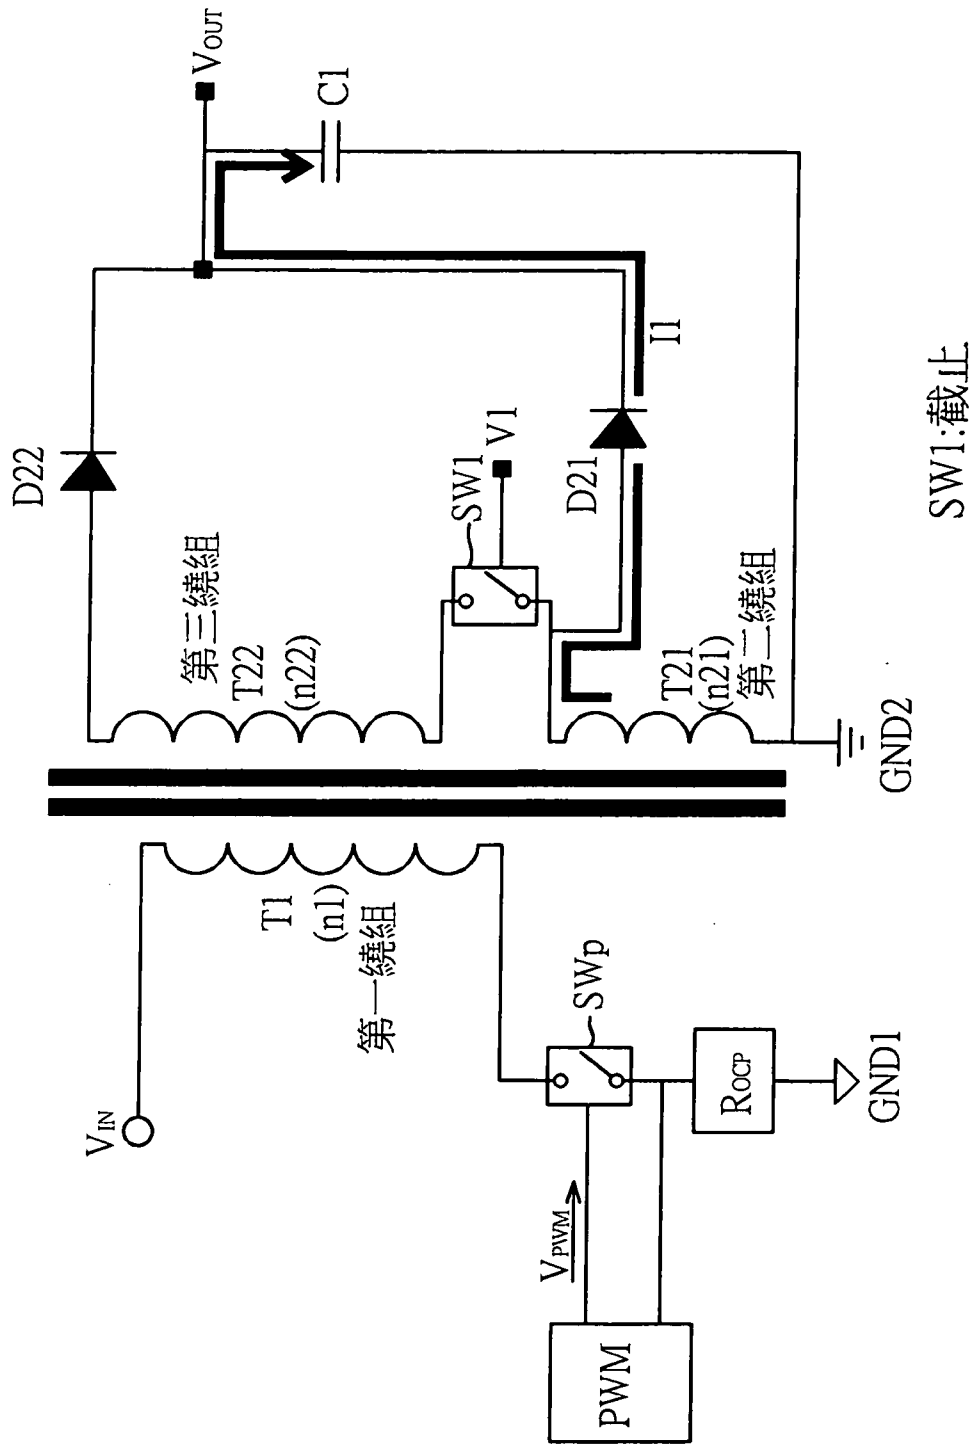 VIN
T1
(n1)
第一繞組
SWp
PWM
VPWM
ROCP
GND1
D22
第三繞組
T22
(n22)
SW1
V1
D21
I1
T21
(n21)
第二繞組
GND2
VOUT
C1
SW1:截止